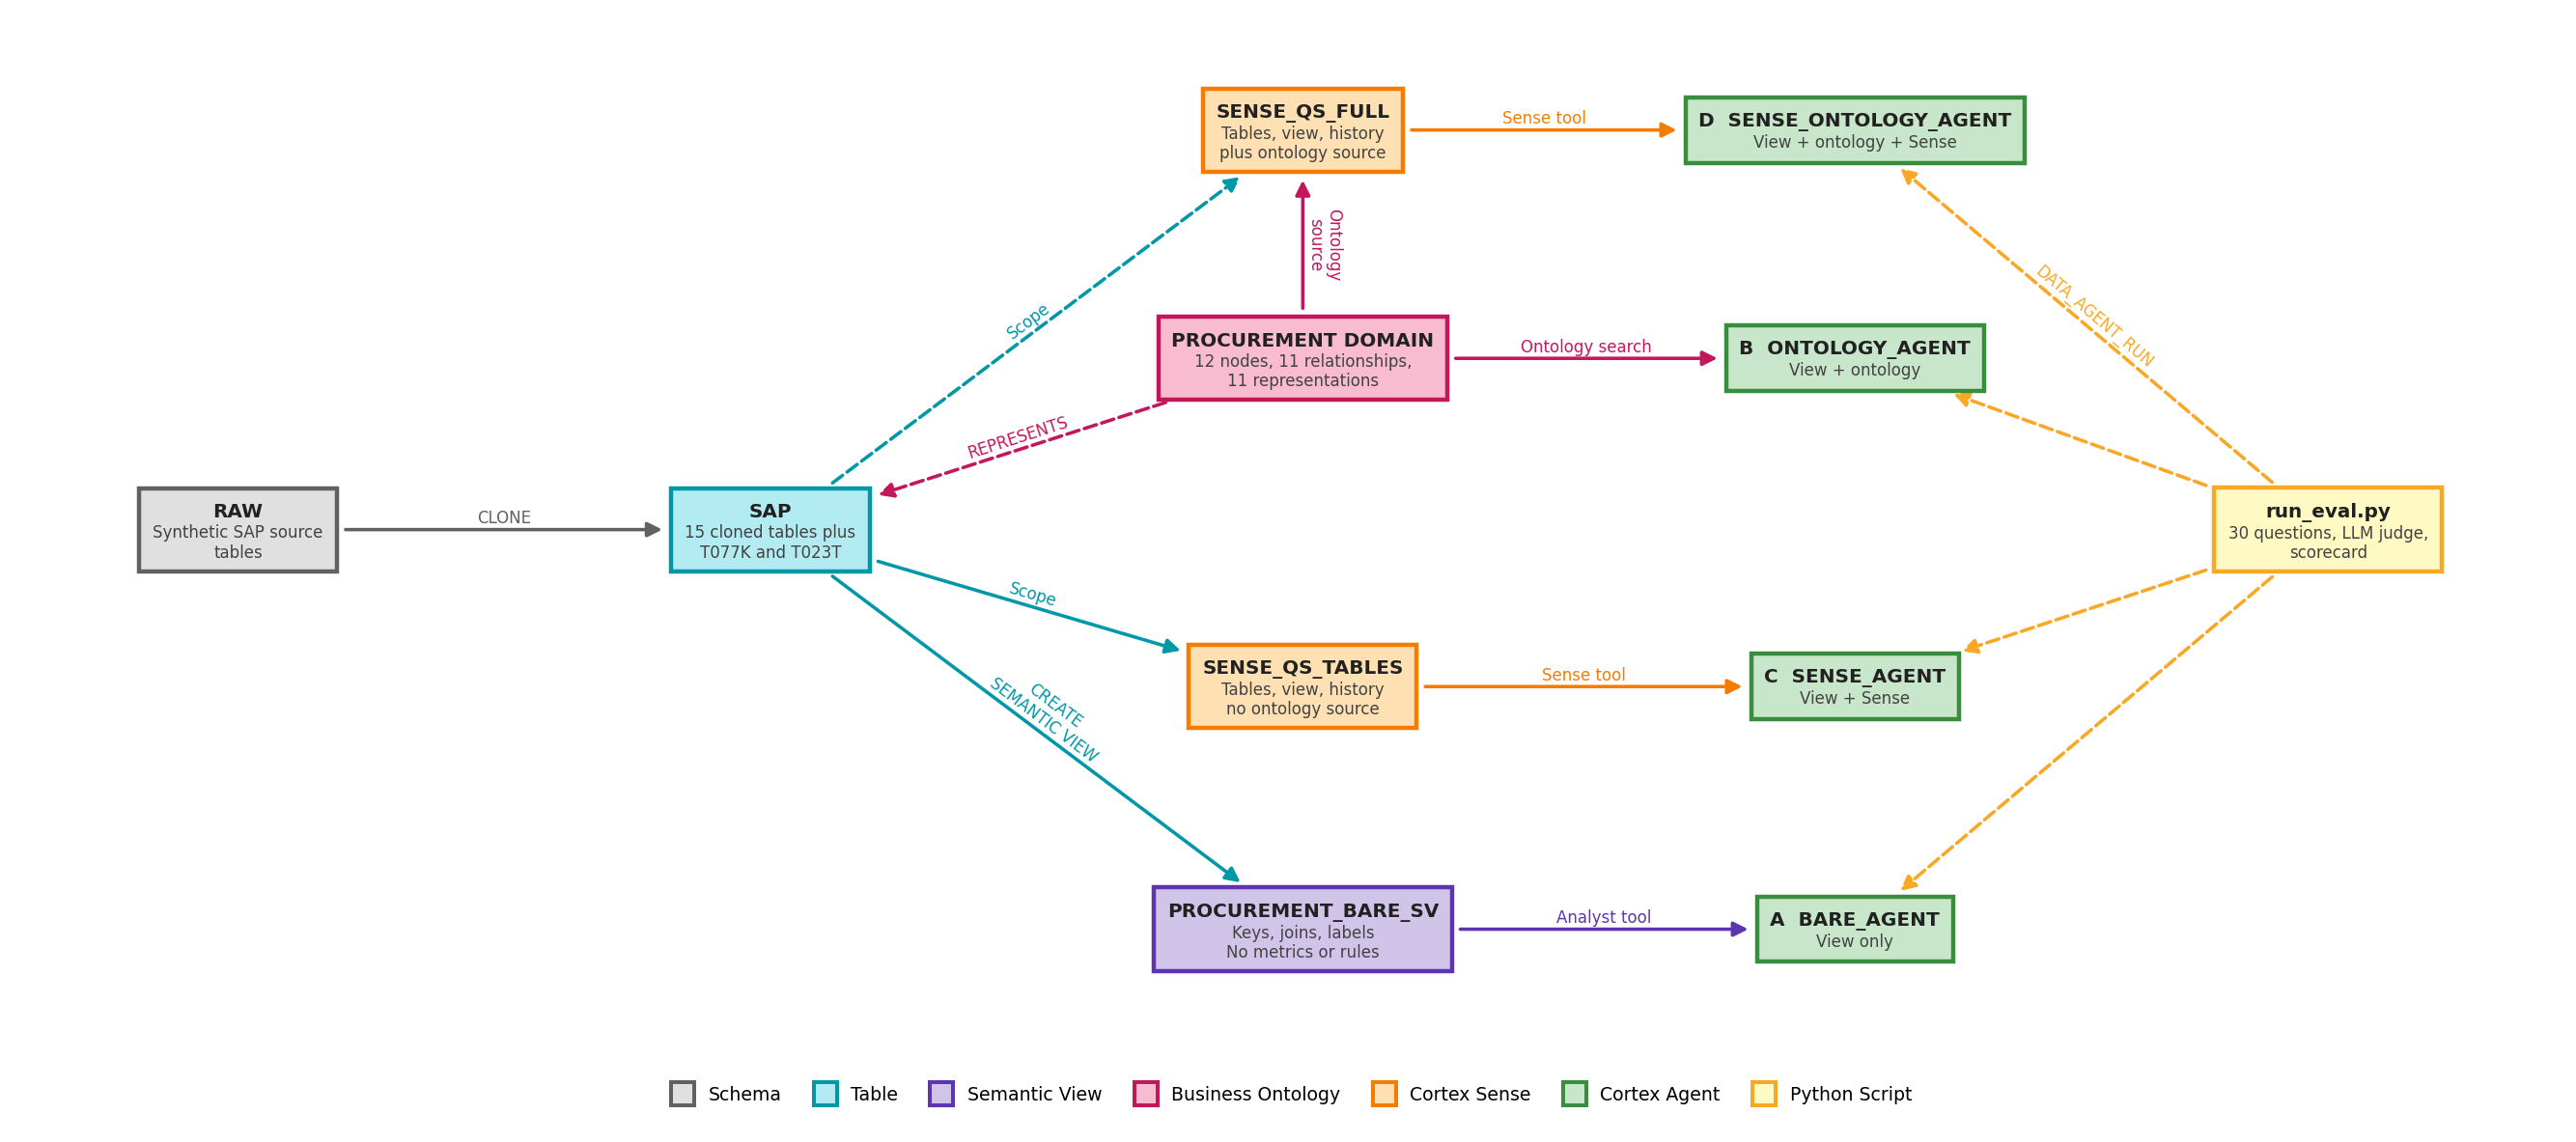 SENSE_QS_FULL
Tables, view, history
plus ontology source
Sense tool
D  SENSE_ONTOLOGY_AGENT
View + ontology + Sense
Ontology
source
Scope
DATA_AGENT_RUN
PROCUREMENT DOMAIN
12 nodes, 11 relationships,
11 representations
Ontology search
B  ONTOLOGY_AGENT
View + ontology
REPRESENTS
RAW
Synthetic SAP source
tables
CLONE
SAP
15 cloned tables plus
T077K and T023T
run_eval.py
30 questions, LLM judge,
scorecard
Scope
SENSE_QS_TABLES
Tables, view, history
no ontology source
Sense tool
C  SENSE_AGENT
View + Sense
CREATE
SEMANTIC VIEW
PROCUREMENT_BARE_SV
Keys, joins, labels
No metrics or rules
Analyst tool
A  BARE_AGENT
View only
Schema
Table
Semantic View
Business Ontology
Cortex Sense
Cortex Agent
Python Script